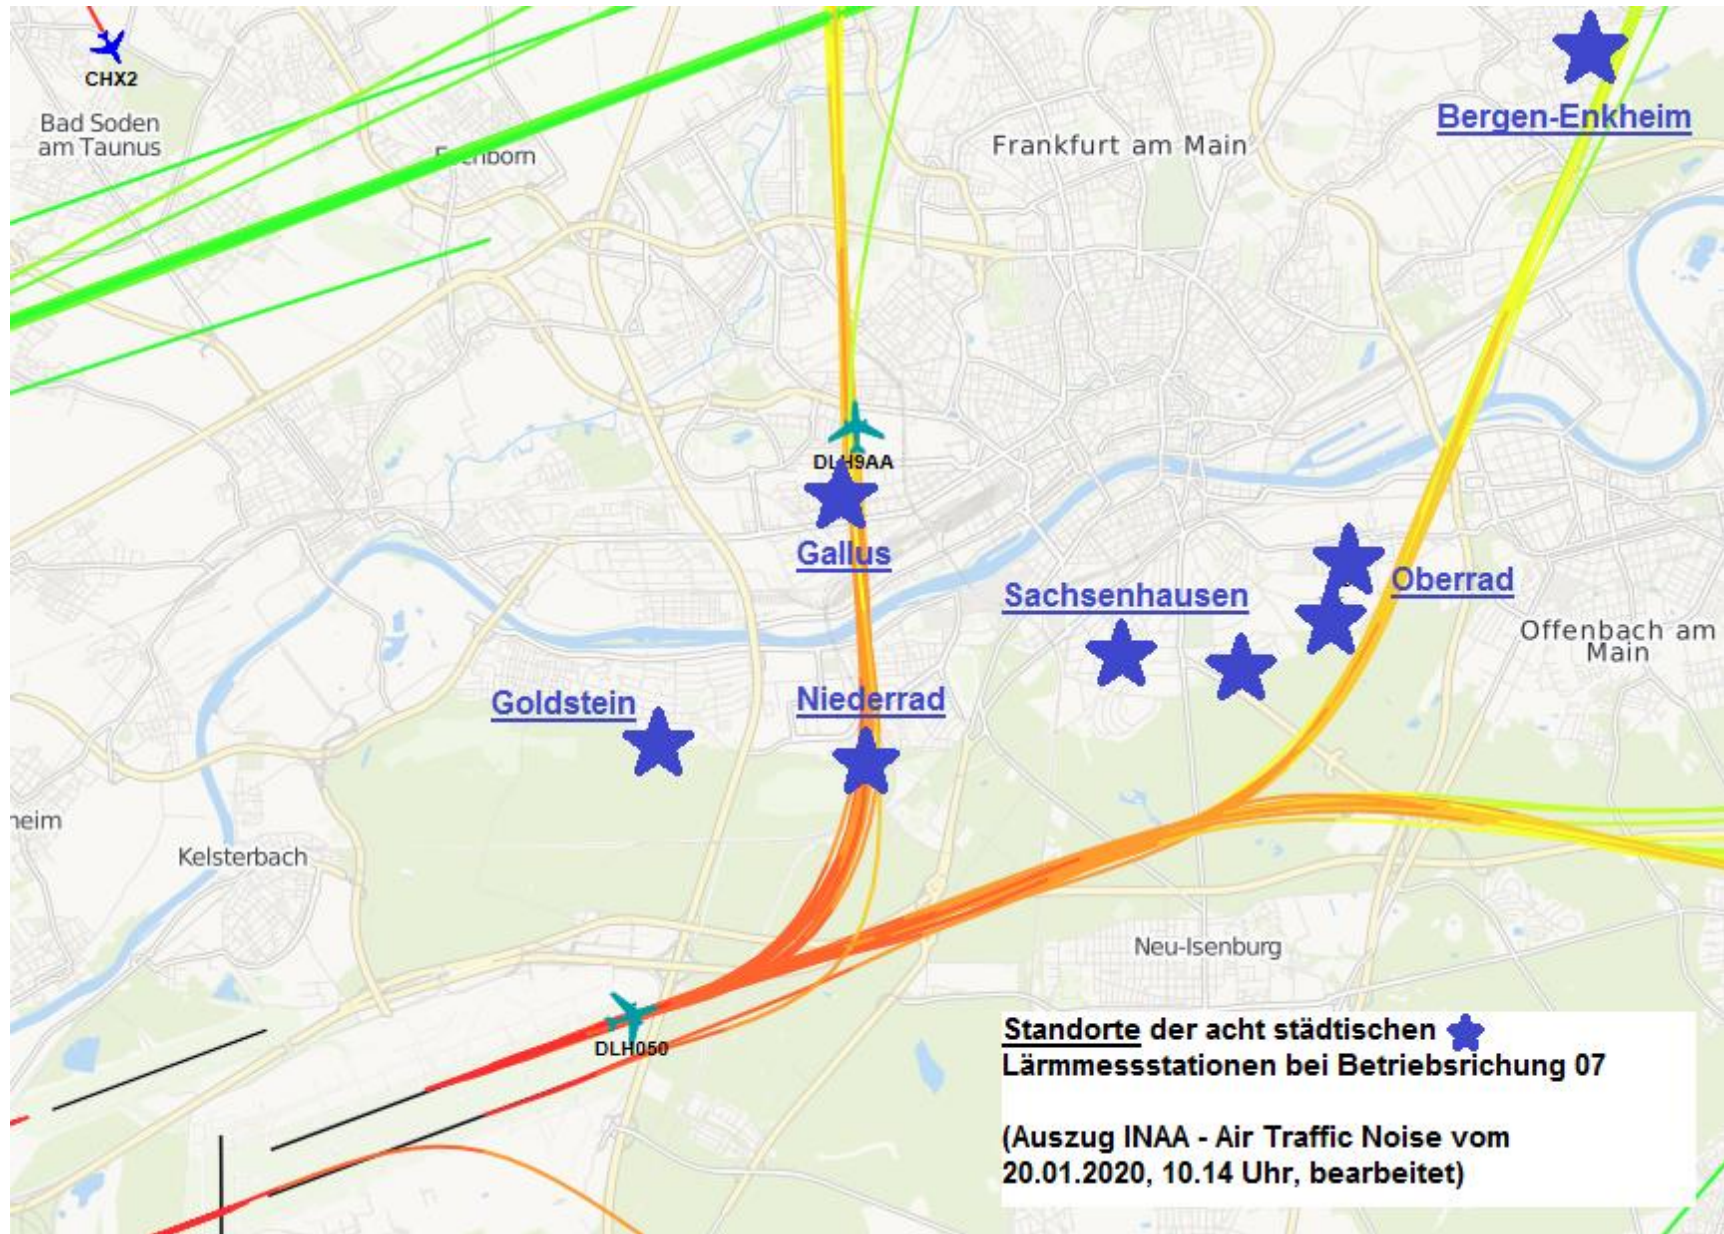 CHX2
Bad Soden
am Taunus
Bergen-Enkheim
Frankfurt am Main
DLH9AA
Gallus
Sachsenhausen
Oberrad
Offenbach am
Main
Goldstein
Niederrad
heim
Kelsterbach
Neu-Isenburg
DLH050
Standorte der acht städtischen
Lärmmessstationen bei Betriebsrichung 07
(Auszug INAA - Air Traffic Noise vom
20.01.2020, 10.14 Uhr, bearbeitet)